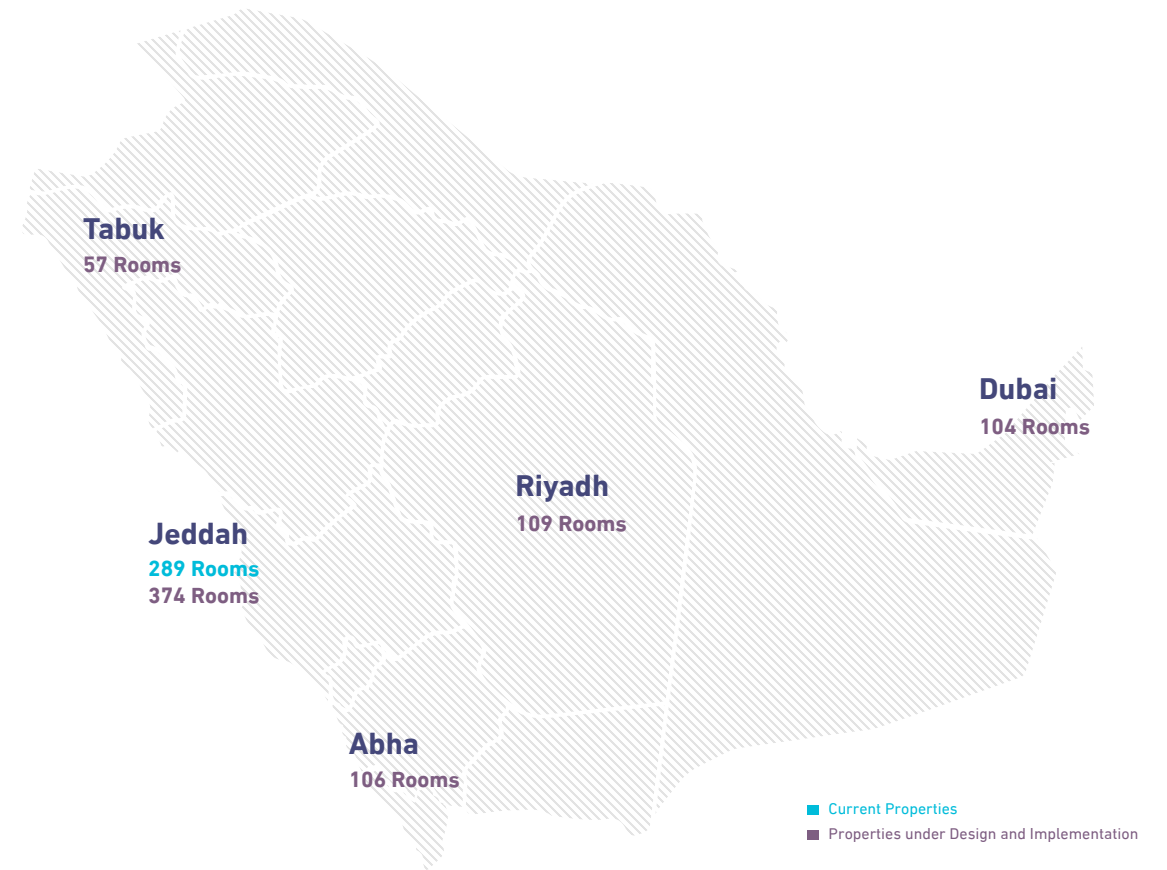 Tabuk
57 Rooms
Dubai
104 Rooms
Riyadh
109 Rooms
Jeddah
289 Rooms
374 Rooms
Abha
106 Rooms
Current Properties
Properties under Design and Implementation